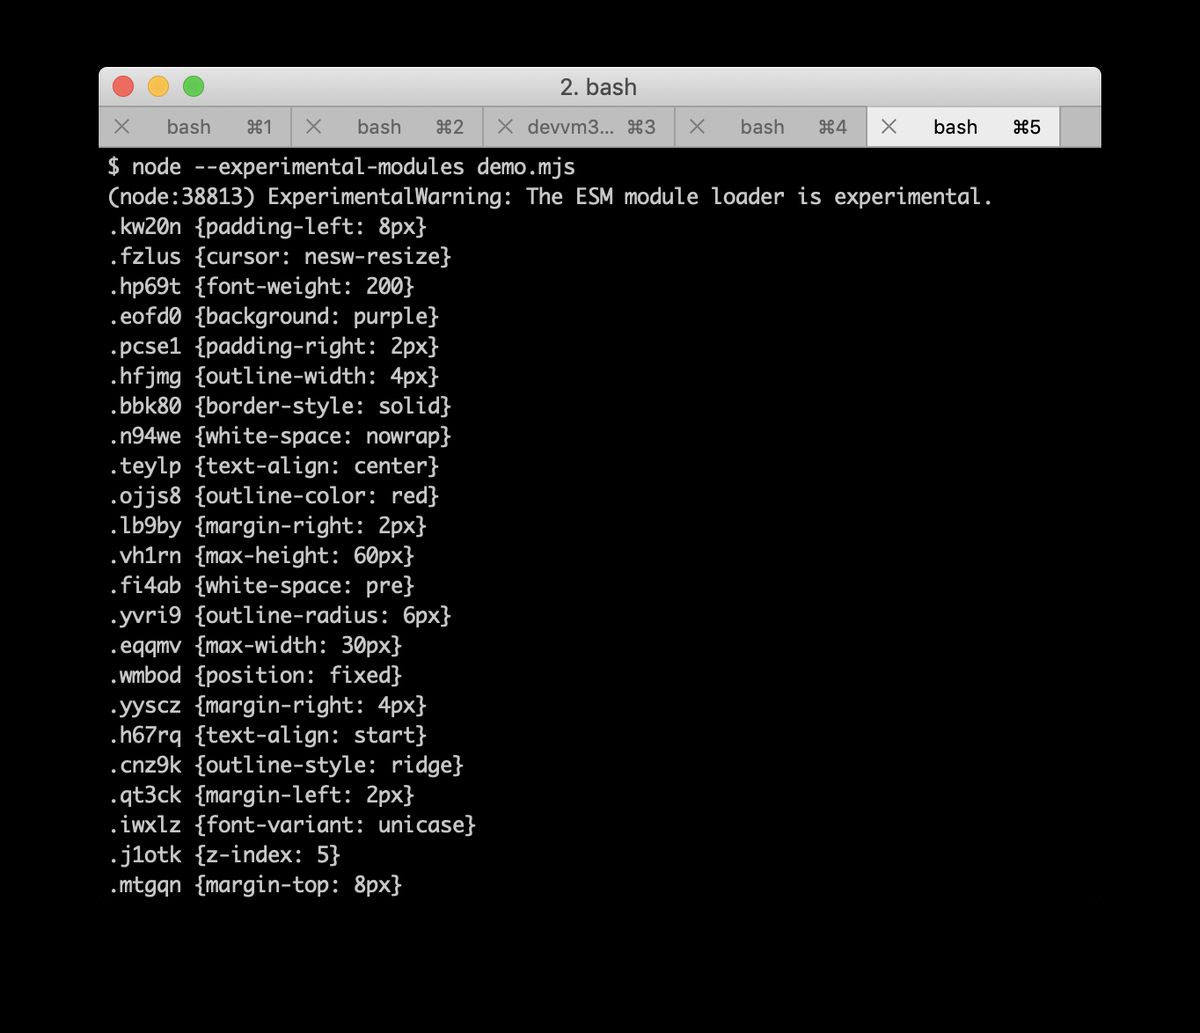 2. bash
bash ⌘1 bash ⌘2 devvm3... ⌘3 bash ⌘4 bash ⌘5
$ node --experimental-modules demo.mjs
(node:38813) ExperimentalWarning: The ESM module loader is experimental.
.kw20n {padding-left: 8px}
.fzlus {cursor: nesw-resize}
.hp69t {font-weight: 200}
.eofd0 {background: purple}
.pcse1 {padding-right: 2px}
.hfjmg {outline-width: 4px}
.bbk80 {border-style: solid}
.n94we {white-space: nowrap}
.teylp {text-align: center}
.ojjs8 {outline-color: red}
.lb9by {margin-right: 2px}
.vh1rn {max-height: 60px}
.fi4ab {white-space: pre}
.yvri9 {outline-radius: 6px}
.eqqmv {max-width: 30px}
.wmbod {position: fixed}
.yyscz {margin-right: 4px}
.h67rq {text-align: start}
.cnz9k {outline-style: ridge}
.qt3ck {margin-left: 2px}
.iwxlz {font-variant: unicase}
.j1otk {z-index: 5}
.mtgqn {margin-top: 8px}